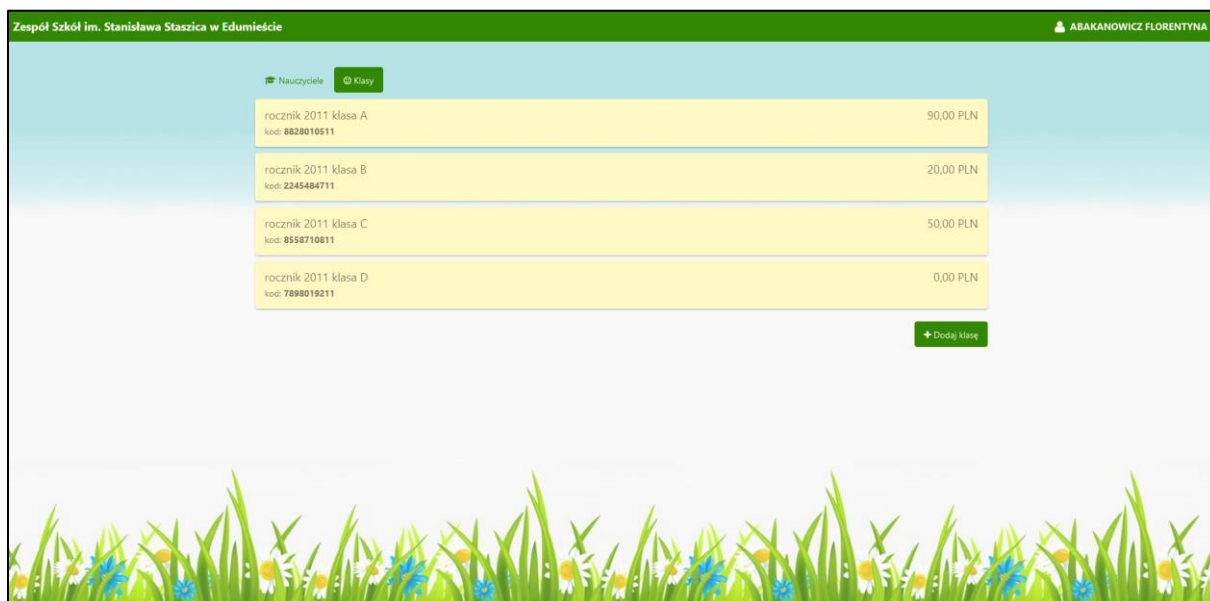 Zespół Szkół im. Stanisława Staszica w Edumieście
ABAKANOWICZ FLORENTYNA
Nauczyciele
Klasy
rocznik 2011 klasa A
90,00 PLN
kod: 8828010511
rocznik 2011 klasa B
20,00 PLN
kod: 2245484711
rocznik 2011 klasa C
50,00 PLN
kod: 8558710811
rocznik 2011 klasa D
0,00 PLN
kod: 7898019211
+ Dodaj klasę